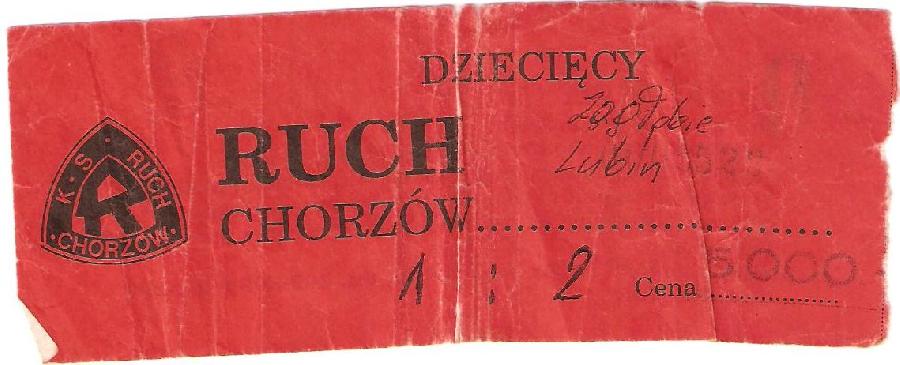 DZIECIĘCY
K·S·RUCH
·CHORZÓW·
R
RUCH
Zagłębie
Lubin
CHORZÓW..............................
1 : 2
Cena 5000.-